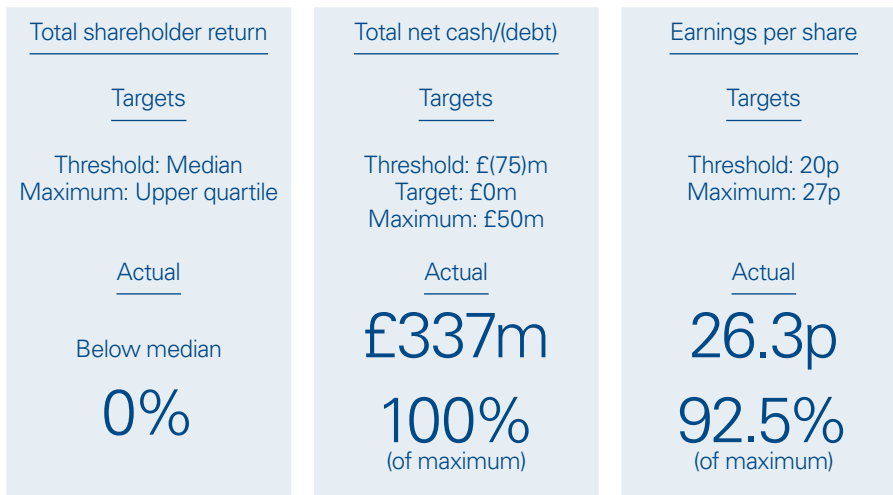 Total shareholder return
Targets
Threshold: Median
Maximum: Upper quartile
Actual
Below median
0%
Total net cash/(debt)
Targets
Threshold: £(75)m
Target: £0m
Maximum: £50m
Actual
£337m
100%
(of maximum)
Earnings per share
Targets
Threshold: 20p
Maximum: 27p
Actual
26.3p
92.5%
(of maximum)